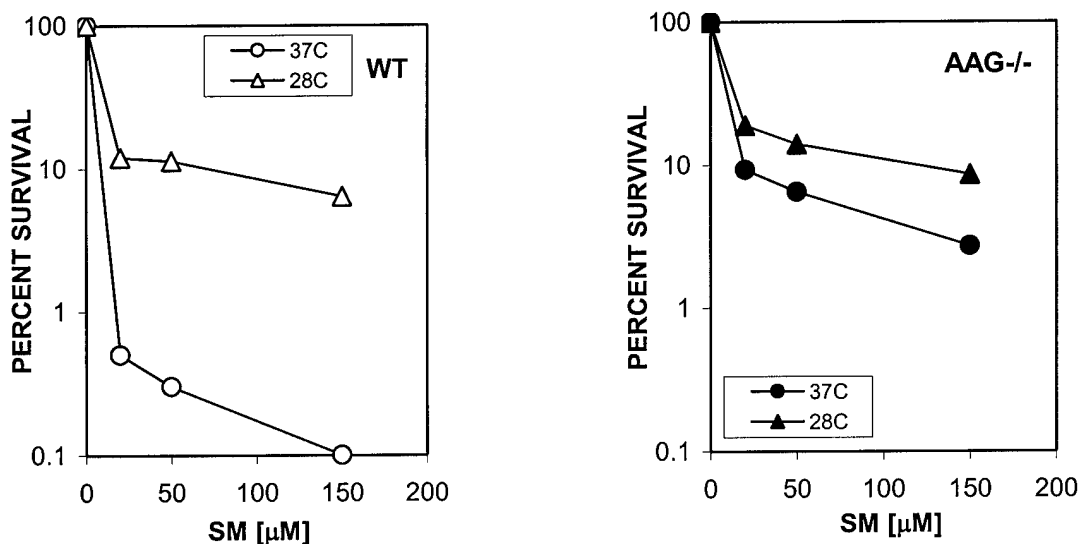 PERCENT SURVIVAL
100
10
1
0.1
37C
28C
WT
0 50 100 150 200
SM [μM]
PERCENT SURVIVAL
100
10
1
0.1
AAG-/-
37C
28C
0 50 100 150 200
SM [μM]